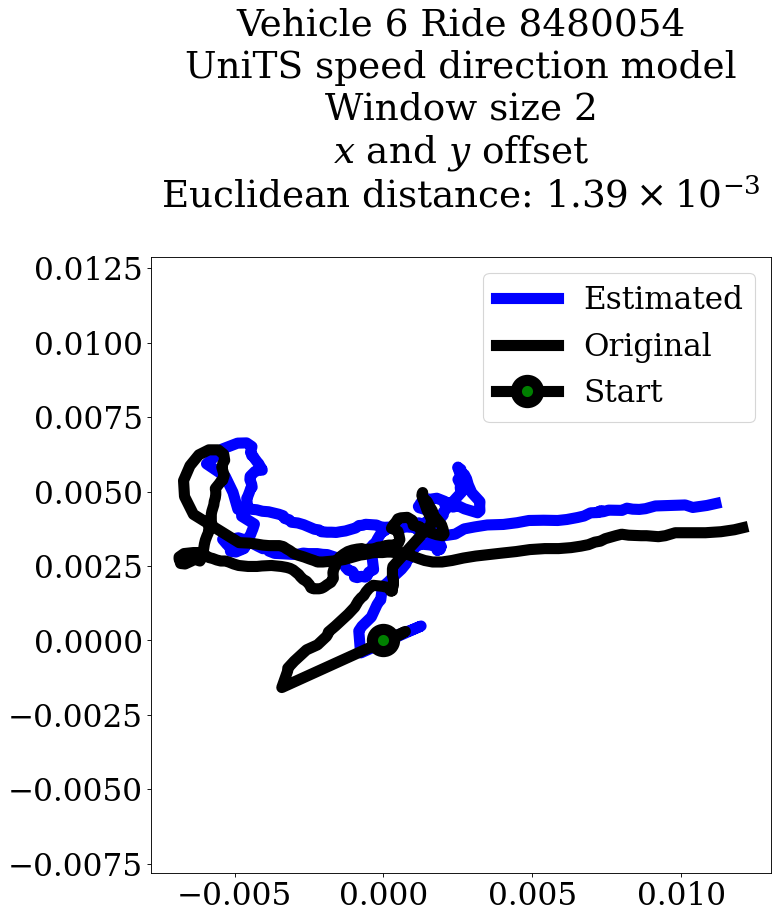 Vehicle 6 Ride 8480054
UniTS speed direction model
Window size 2
x and y offset
Euclidean distance: 1.39 × 10⁻³
Estimated
Original
Start
0.0125
0.0100
0.0075
0.0050
0.0025
0.0000
−0.0025
−0.0050
−0.0075
−0.005 0.000 0.005 0.010